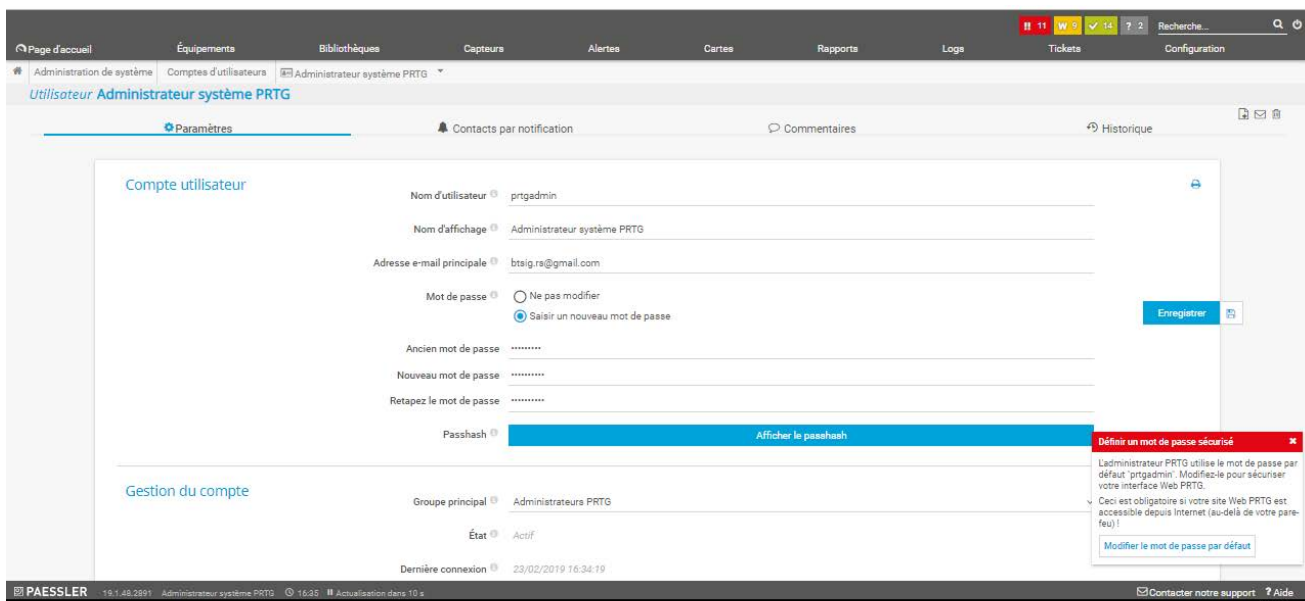 !! 11 W 9 ✓ 14 ? 2 Recherche...
Page d'accueil Équipements Bibliothèques Capteurs Alertes Cartes Rapports Logs Tickets Configuration
Administration de système Comptes d'utilisateurs Administrateur système PRTG
Utilisateur Administrateur système PRTG
Paramètres Contacts par notification Commentaires Historique
Compte utilisateur
Nom d'utilisateur prtgadmin
Nom d'affichage Administrateur système PRTG
Adresse e-mail principale btsig.rs@gmail.com
Mot de passe Ne pas modifier
Saisir un nouveau mot de passe
Enregistrer
Ancien mot de passe •••••••••
Nouveau mot de passe ••••••••••
Retapez le mot de passe ••••••••••
Passhash Afficher le passhash
Définir un mot de passe sécurisé
L'administrateur PRTG utilise le mot de passe par
défaut "prtgadmin". Modifiez-le pour sécuriser
votre interface Web PRTG.
Ceci est obligatoire si votre site Web PRTG est
accessible depuis Internet (au-delà de votre pare-
feu) !
Modifier le mot de passe par défaut
Gestion du compte
Groupe principal Administrateurs PRTG
État Actif
Dernière connexion 23/02/2019 16:34:19
PAESSLER 19.1.48.2891 Administrateur système PRTG 16:35 Actualisation dans 10 s Contacter notre support ? Aide